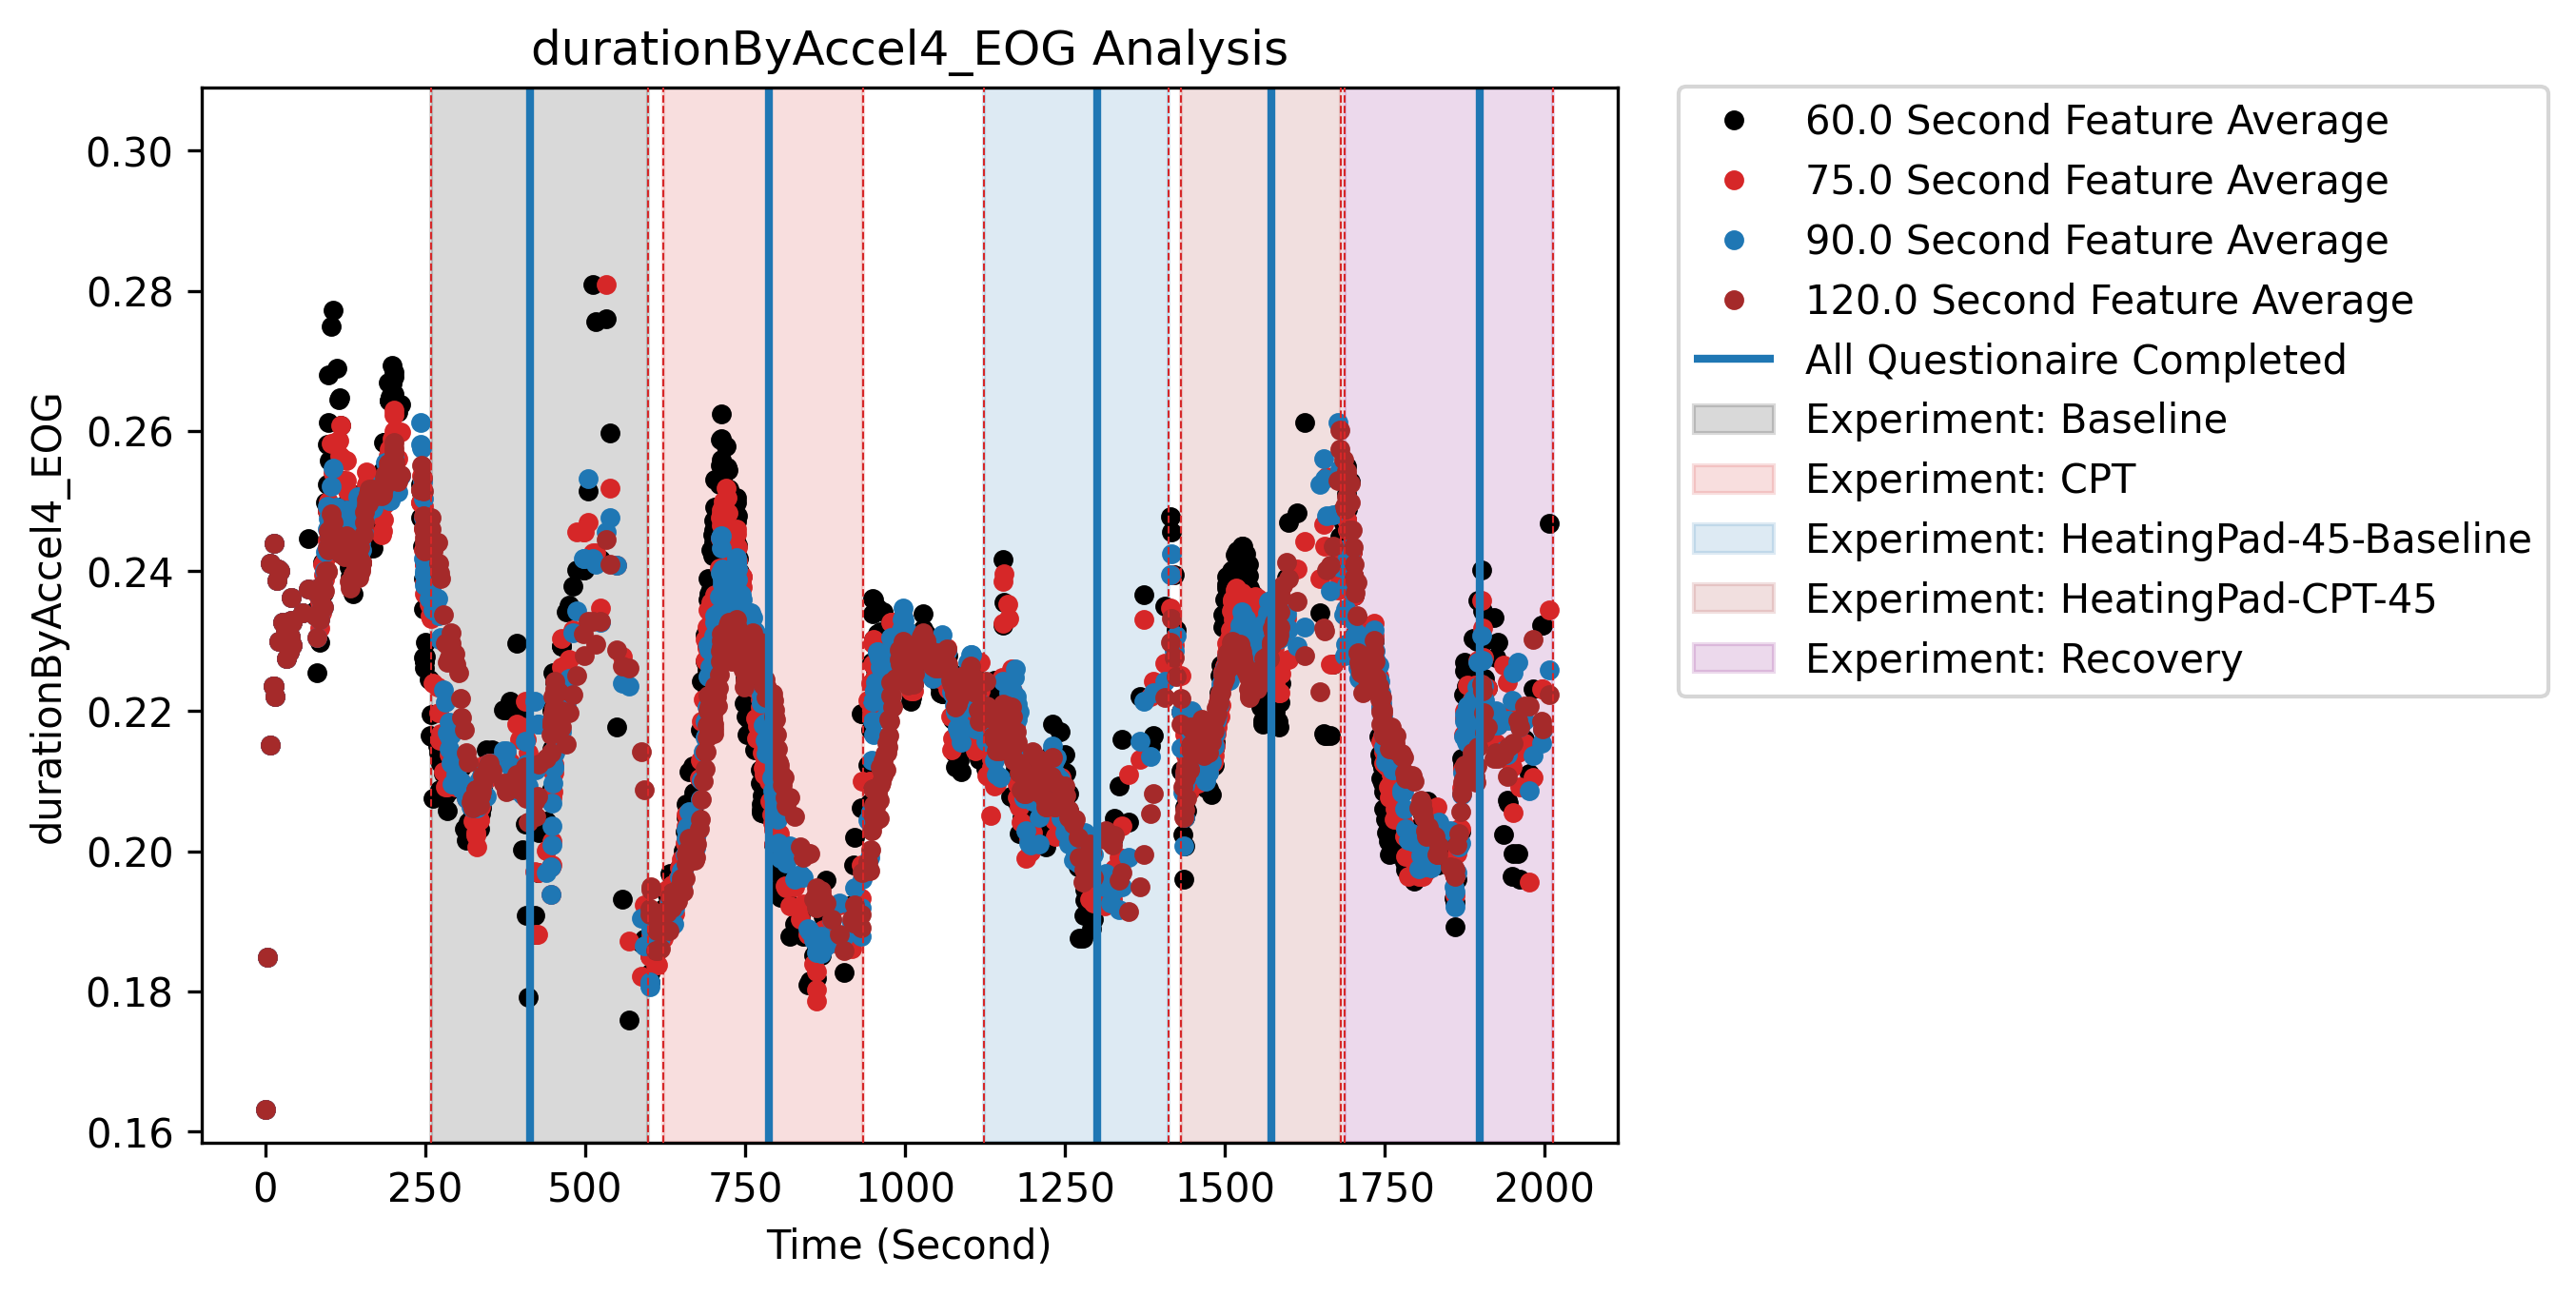 durationByAccel4_EOG Analysis
durationByAccel4_EOG
0.30
0.28
0.26
0.24
0.22
0.20
0.18
0.16
0 250 500 750 1000 1250 1500 1750 2000
Time (Second)
60.0 Second Feature Average
75.0 Second Feature Average
90.0 Second Feature Average
120.0 Second Feature Average
All Questionaire Completed
Experiment: Baseline
Experiment: CPT
Experiment: HeatingPad-45-Baseline
Experiment: HeatingPad-CPT-45
Experiment: Recovery